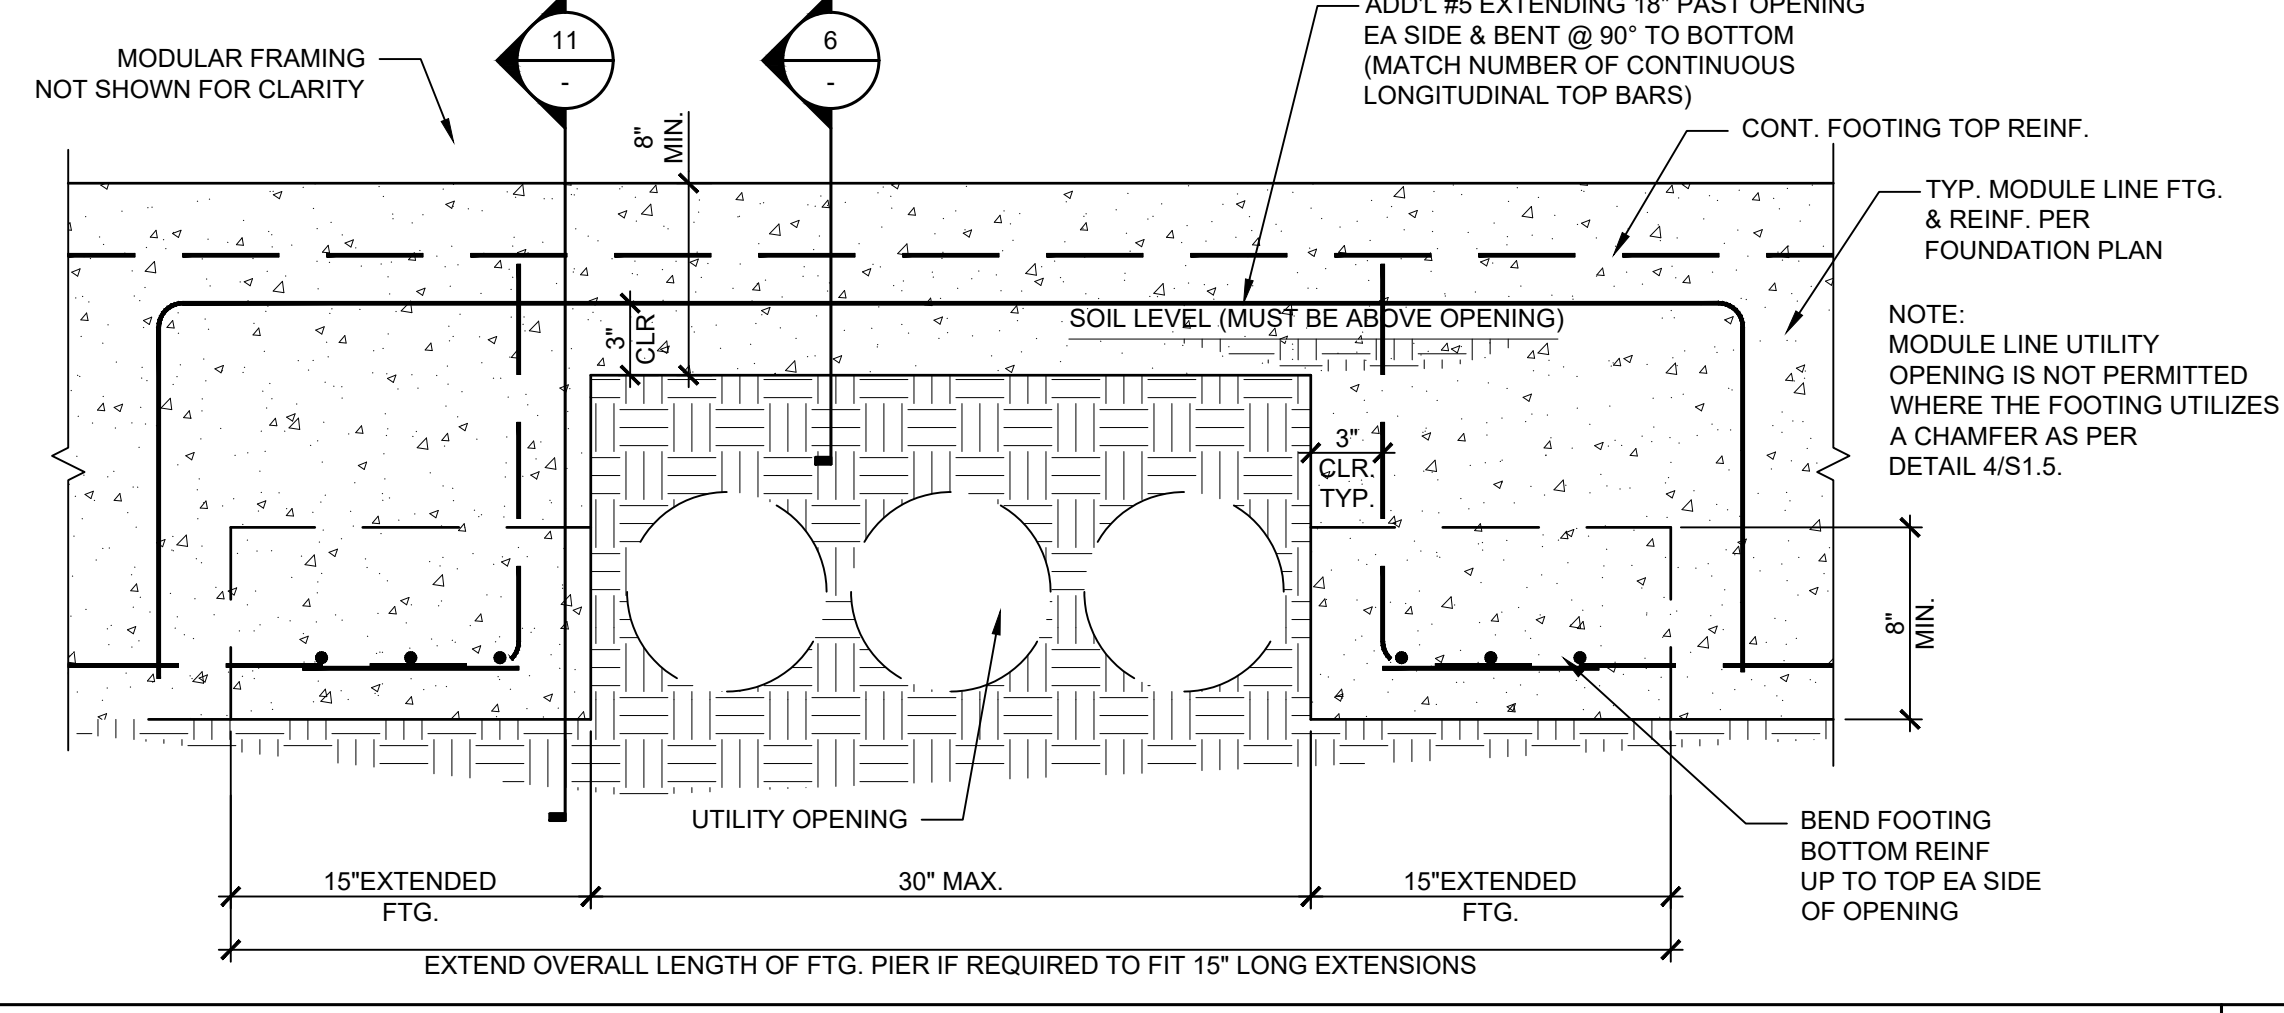 ADD'L #5 EXTENDING 18" PAST OPENING
EA SIDE & BENT @ 90° TO BOTTOM
(MATCH NUMBER OF CONTINUOUS
LONGITUDINAL TOP BARS)
MODULAR FRAMING
NOT SHOWN FOR CLARITY
11
-
6
-
8"
MIN.
CONT. FOOTING TOP REINF.
TYP. MODULE LINE FTG.
& REINF. PER
FOUNDATION PLAN
3"
CLR
SOIL LEVEL (MUST BE ABOVE OPENING)
NOTE:
MODULE LINE UTILITY
OPENING IS NOT PERMITTED
WHERE THE FOOTING UTILIZES
A CHAMFER AS PER
DETAIL 4/S1.5.
3"
CLR.
TYP.
8"
MIN.
UTILITY OPENING
BEND FOOTING
BOTTOM REINF
UP TO TOP EA SIDE
OF OPENING
15"EXTENDED
FTG.
30" MAX.
15"EXTENDED
FTG.
EXTEND OVERALL LENGTH OF FTG. PIER IF REQUIRED TO FIT 15" LONG EXTENSIONS